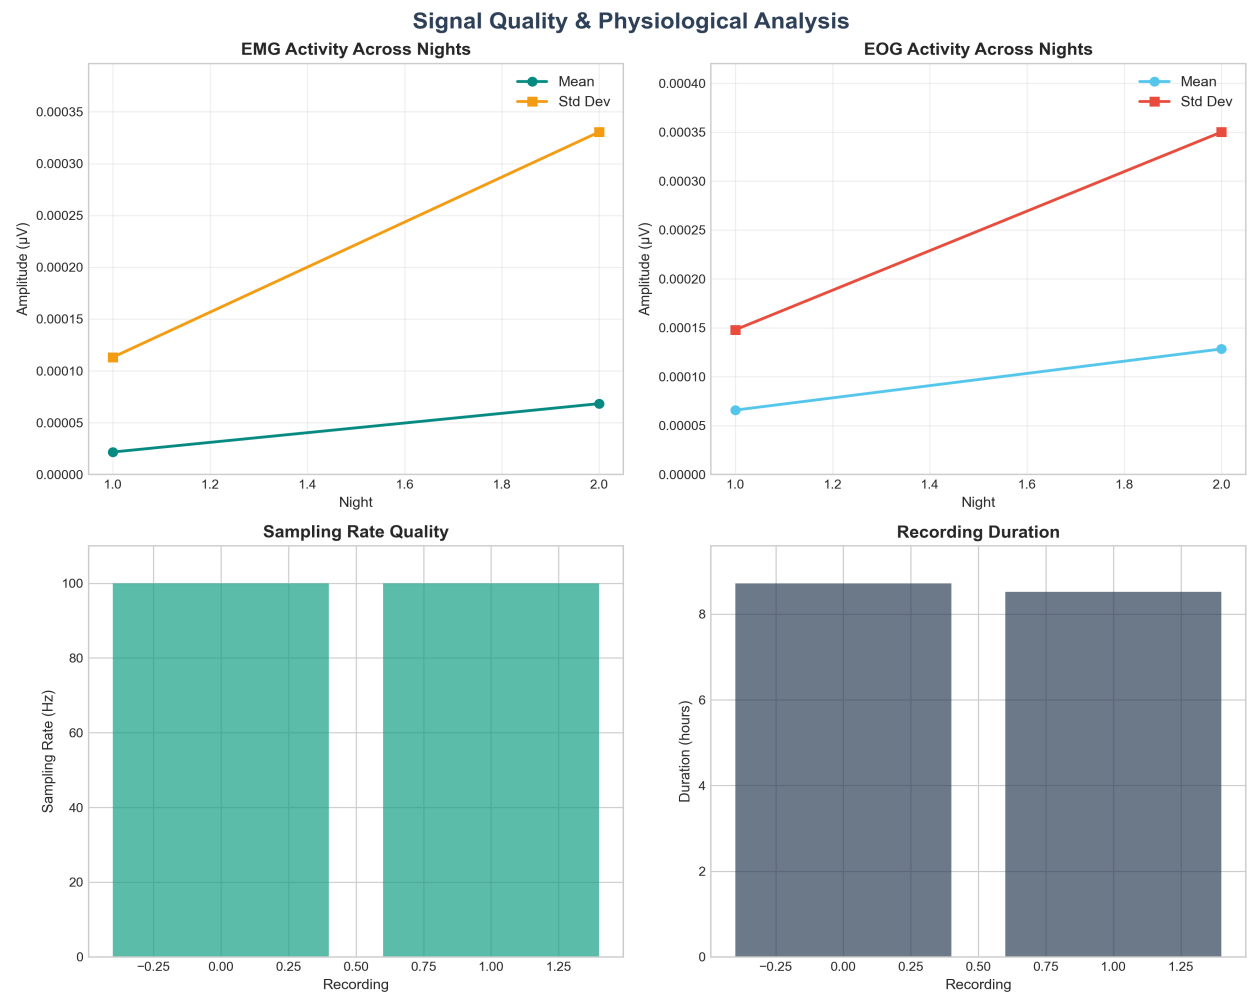 Signal Quality & Physiological Analysis
EMG Activity Across Nights
Mean
Std Dev
0.00035
0.00030
0.00025
0.00020
0.00015
0.00010
0.00005
0.00000
Amplitude (µV)
1.0 1.2 1.4 1.6 1.8 2.0
Night
EOG Activity Across Nights
Mean
Std Dev
0.00040
0.00035
0.00030
0.00025
0.00020
0.00015
0.00010
0.00005
0.00000
Amplitude (µV)
1.0 1.2 1.4 1.6 1.8 2.0
Night
Sampling Rate Quality
100
80
60
40
20
0
Sampling Rate (Hz)
−0.25 0.00 0.25 0.50 0.75 1.00 1.25
Recording
Recording Duration
8
6
4
2
0
Duration (hours)
−0.25 0.00 0.25 0.50 0.75 1.00 1.25
Recording